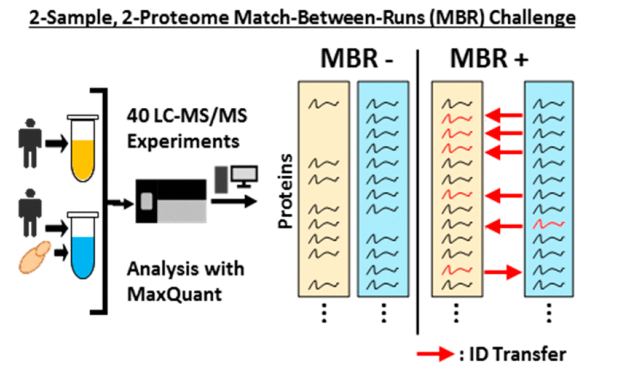 2-Sample, 2-Proteome Match-Between-Runs (MBR) Challenge
MBR -
MBR +
40 LC-MS/MS
Experiments
Proteins
Analysis with
MaxQuant
: ID Transfer